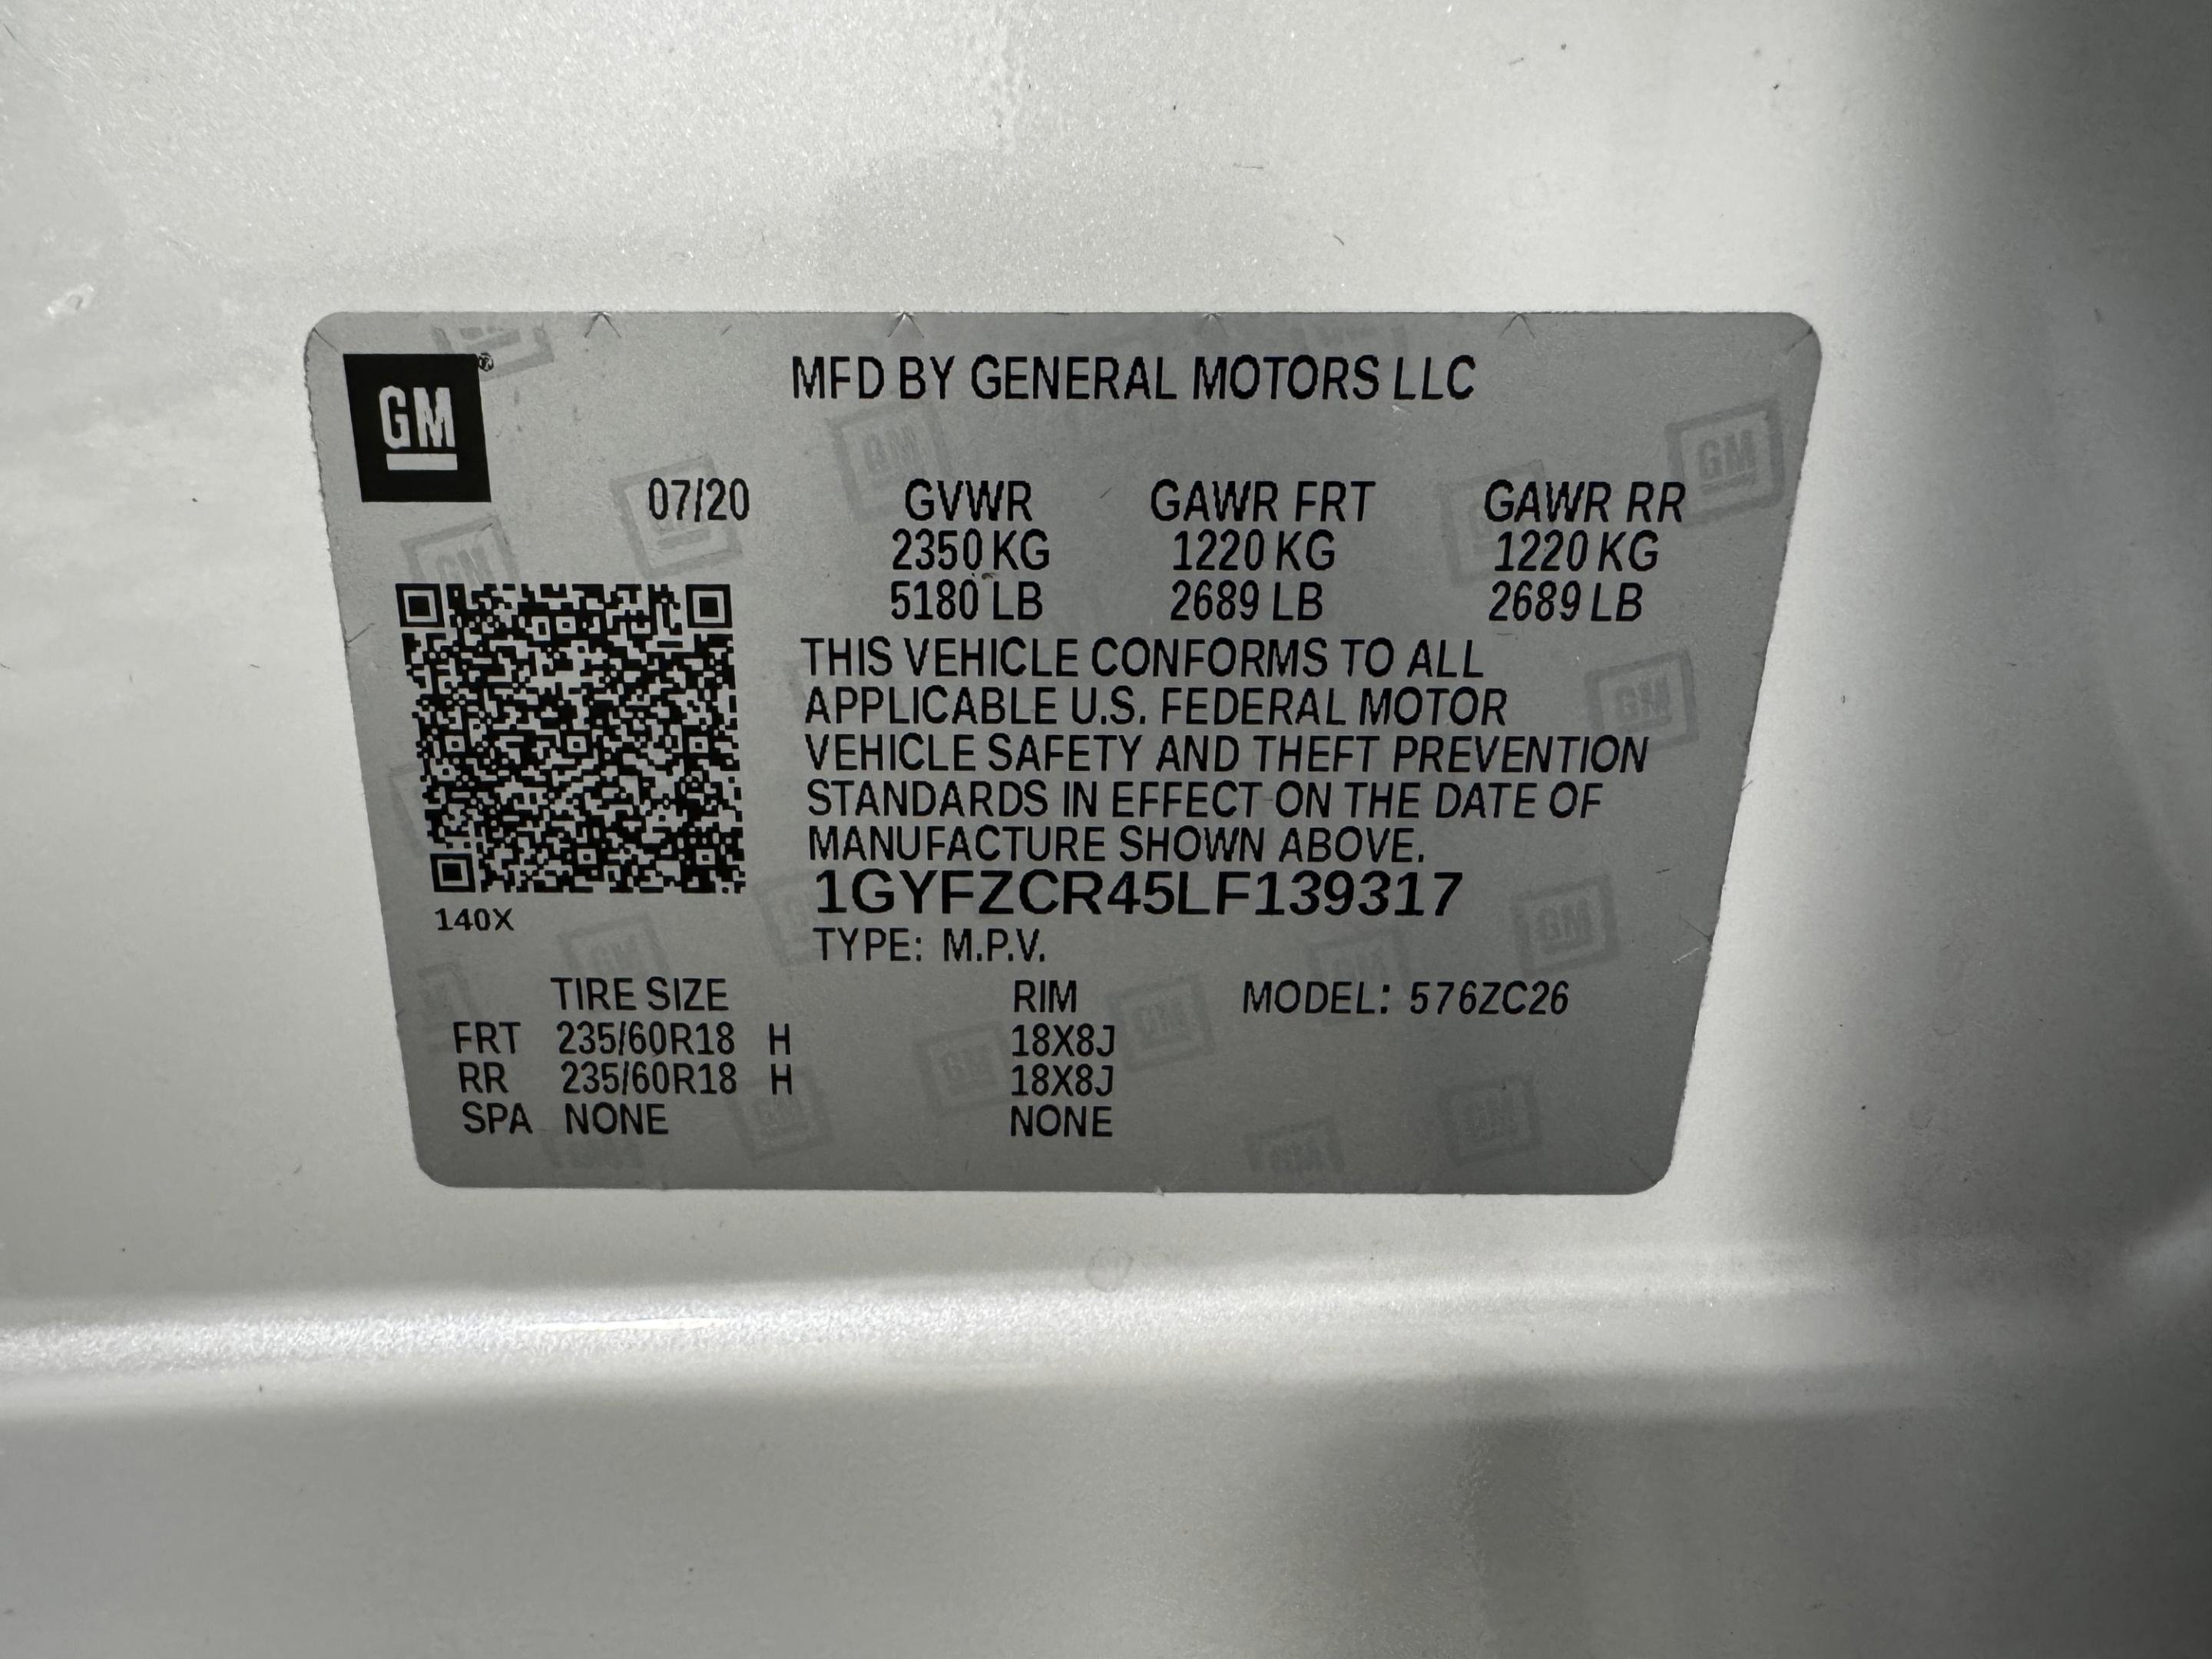 GM
MFD BY GENERAL MOTORS LLC
07/20 GVWR GAWR FRT GAWR RR
2350 KG 1220 KG 1220 KG
5180 LB 2689 LB 2689 LB
THIS VEHICLE CONFORMS TO ALL
APPLICABLE U.S. FEDERAL MOTOR
VEHICLE SAFETY AND THEFT PREVENTION
STANDARDS IN EFFECT ON THE DATE OF
MANUFACTURE SHOWN ABOVE.
1GYFZCR45LF139317
140X
TYPE: M.P.V.
TIRE SIZE RIM MODEL: 576ZC26
FRT 235/60R18 H 18X8J
RR 235/60R18 H 18X8J
SPA NONE NONE